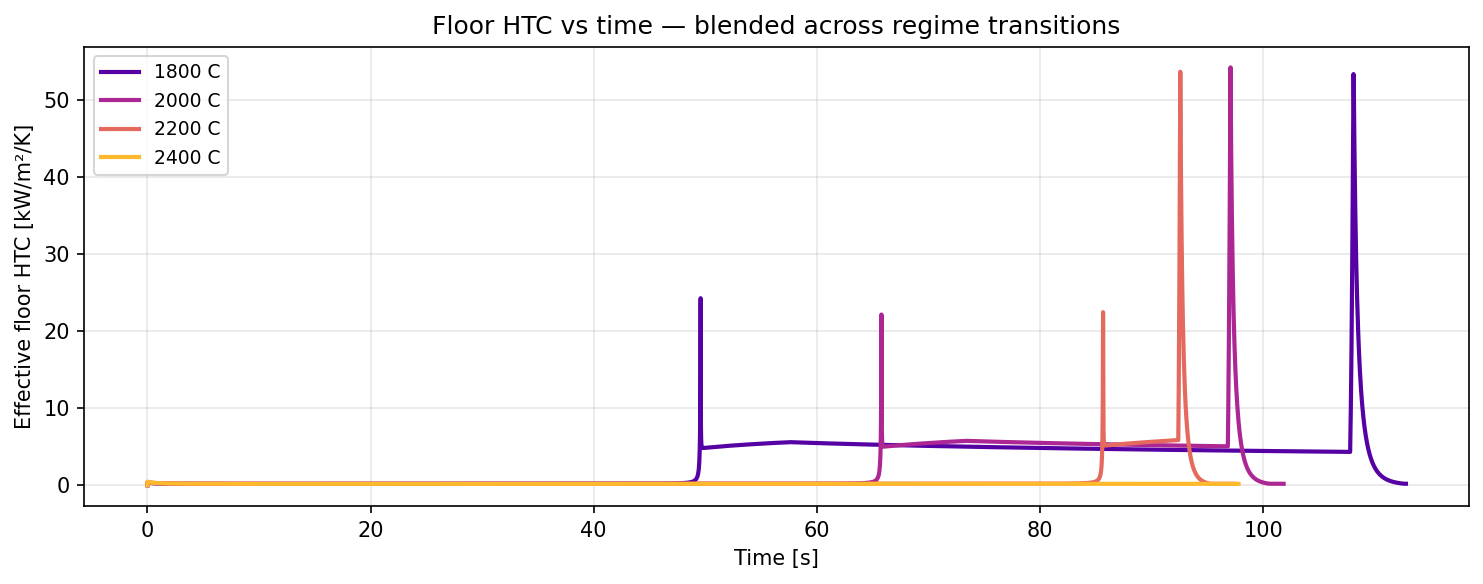 Floor HTC vs time — blended across regime transitions
Effective floor HTC [kW/m²/K]
50
40
30
20
10
0
1800 C
2000 C
2200 C
2400 C
0
20
40
60
80
100
Time [s]